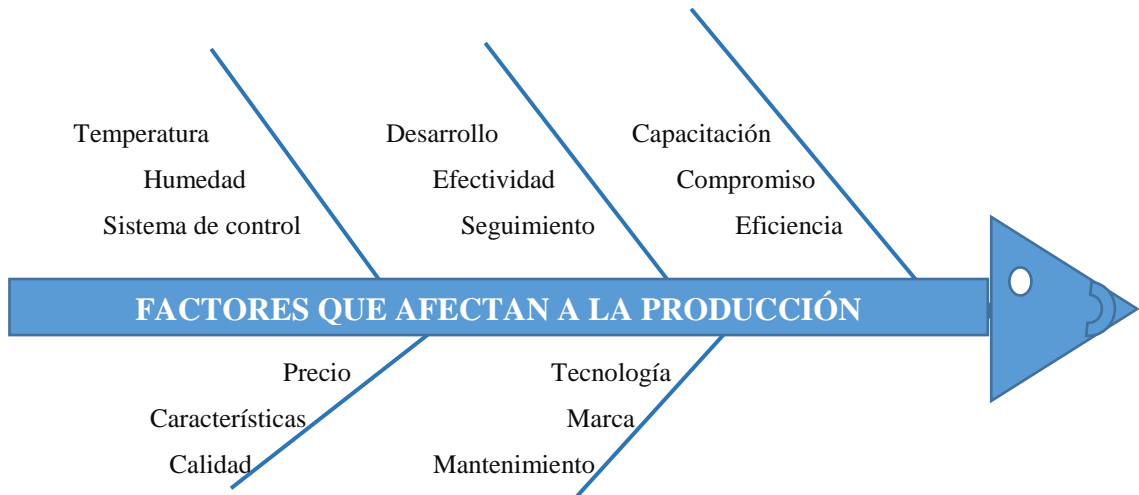 Temperatura
Humedad
Sistema de control
Desarrollo
Efectividad
Seguimiento
Capacitación
Compromiso
Eficiencia
FACTORES QUE AFECTAN A LA PRODUCCIÓN
Precio
Características
Calidad
Tecnología
Marca
Mantenimiento